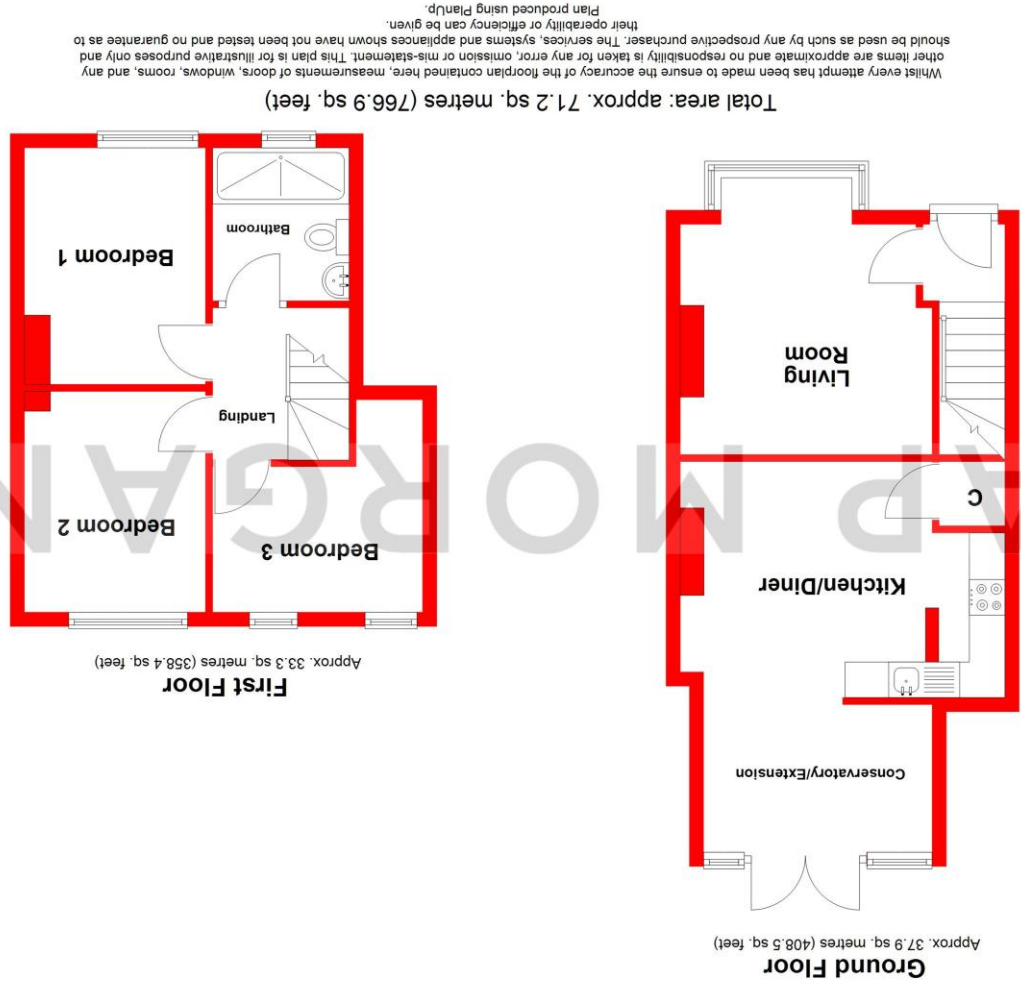 Ground Floor
Approx. 37.9 sq. metres (408.5 sq. feet)
Conservatory/Extension
Kitchen/Diner
C
Living
Room
First Floor
Approx. 33.3 sq. metres (358.4 sq. feet)
Bedroom 3
Bedroom 2
Landing
Bathroom
Bedroom 1
AP MORGAN
Total area: approx. 71.2 sq. metres (766.9 sq. feet)
Whilst every attempt has been made to ensure the accuracy of the floorplan contained here, measurements of doors, windows, rooms, and any
other items are approximate and no responsibility is taken for any error, omission or mis-statement. This plan is for illustrative purposes only and
should be used as such by any prospective purchaser. The services, systems and appliances shown have not been tested and no guarantee as to
their operability or efficiency can be given.
Plan produced using PlanUp.